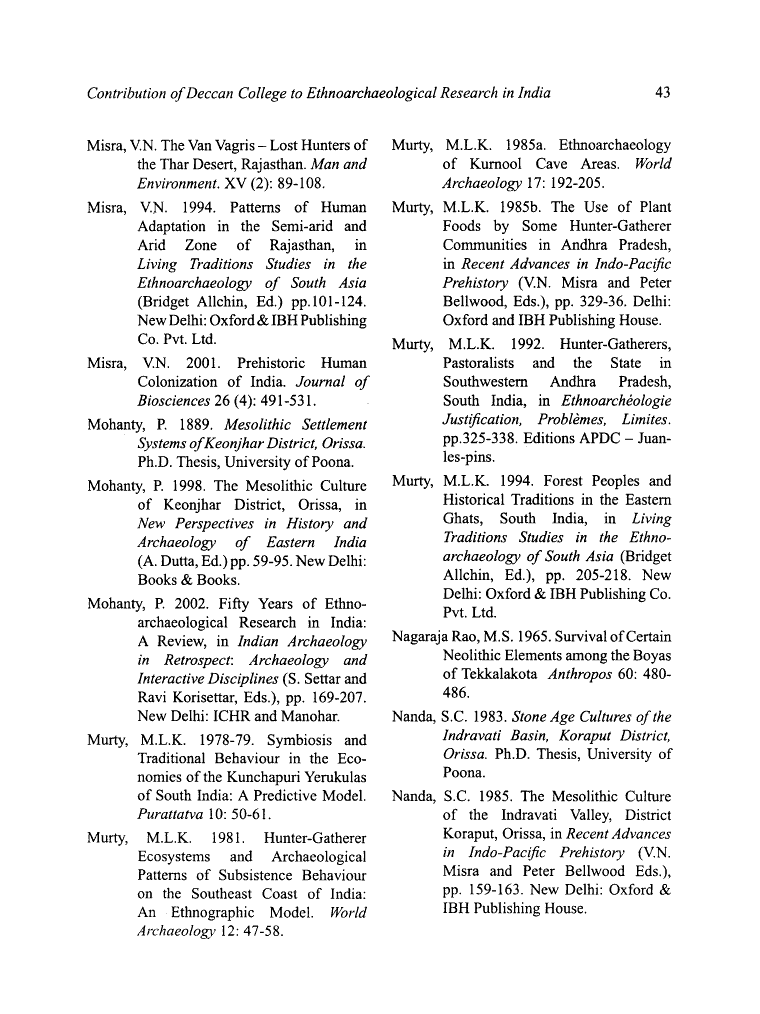 Contribution of Deccan College to Ethnoarchaeological Research in India 43
Misra, V.N. The Van Vagris – Lost Hunters of
the Thar Desert, Rajasthan. Man and
Environment. XV (2): 89-108.
Misra, V.N. 1994. Patterns of Human
Adaptation in the Semi-arid and
Arid Zone of Rajasthan, in
Living Traditions Studies in the
Ethnoarchaeology of South Asia
(Bridget Allchin, Ed.) pp.101-124.
New Delhi: Oxford & IBH Publishing
Co. Pvt. Ltd.
Misra, V.N. 2001. Prehistoric Human
Colonization of India. Journal of
Biosciences 26 (4): 491-531.
Mohanty, P. 1889. Mesolithic Settlement
Systems of Keonjhar District, Orissa.
Ph.D. Thesis, University of Poona.
Mohanty, P. 1998. The Mesolithic Culture
of Keonjhar District, Orissa, in
New Perspectives in History and
Archaeology of Eastern India
(A. Dutta, Ed.) pp. 59-95. New Delhi:
Books & Books.
Mohanty, P. 2002. Fifty Years of Ethno-
archaeological Research in India:
A Review, in Indian Archaeology
in Retrospect: Archaeology and
Interactive Disciplines (S. Settar and
Ravi Korisettar, Eds.), pp. 169-207.
New Delhi: ICHR and Manohar.
Murty, M.L.K. 1978-79. Symbiosis and
Traditional Behaviour in the Eco-
nomies of the Kunchapuri Yerukulas
of South India: A Predictive Model.
Purattatva 10: 50-61.
Murty, M.L.K. 1981. Hunter-Gatherer
Ecosystems and Archaeological
Patterns of Subsistence Behaviour
on the Southeast Coast of India:
An Ethnographic Model. World
Archaeology 12: 47-58.
Murty, M.L.K. 1985a. Ethnoarchaeology
of Kurnool Cave Areas. World
Archaeology 17: 192-205.
Murty, M.L.K. 1985b. The Use of Plant
Foods by Some Hunter-Gatherer
Communities in Andhra Pradesh,
in Recent Advances in Indo-Pacific
Prehistory (V.N. Misra and Peter
Bellwood, Eds.), pp. 329-36. Delhi:
Oxford and IBH Publishing House.
Murty, M.L.K. 1992. Hunter-Gatherers,
Pastoralists and the State in
Southwestern Andhra Pradesh,
South India, in Ethnoarchéologie
Justification, Problèmes, Limites.
pp.325-338. Editions APDC – Juan-
les-pins.
Murty, M.L.K. 1994. Forest Peoples and
Historical Traditions in the Eastern
Ghats, South India, in Living
Traditions Studies in the Ethno-
archaeology of South Asia (Bridget
Allchin, Ed.), pp. 205-218. New
Delhi: Oxford & IBH Publishing Co.
Pvt. Ltd.
Nagaraja Rao, M.S. 1965. Survival of Certain
Neolithic Elements among the Boyas
of Tekkalakota Anthropos 60: 480-
486.
Nanda, S.C. 1983. Stone Age Cultures of the
Indravati Basin, Koraput District,
Orissa. Ph.D. Thesis, University of
Poona.
Nanda, S.C. 1985. The Mesolithic Culture
of the Indravati Valley, District
Koraput, Orissa, in Recent Advances
in Indo-Pacific Prehistory (V.N.
Misra and Peter Bellwood Eds.),
pp. 159-163. New Delhi: Oxford &
IBH Publishing House.